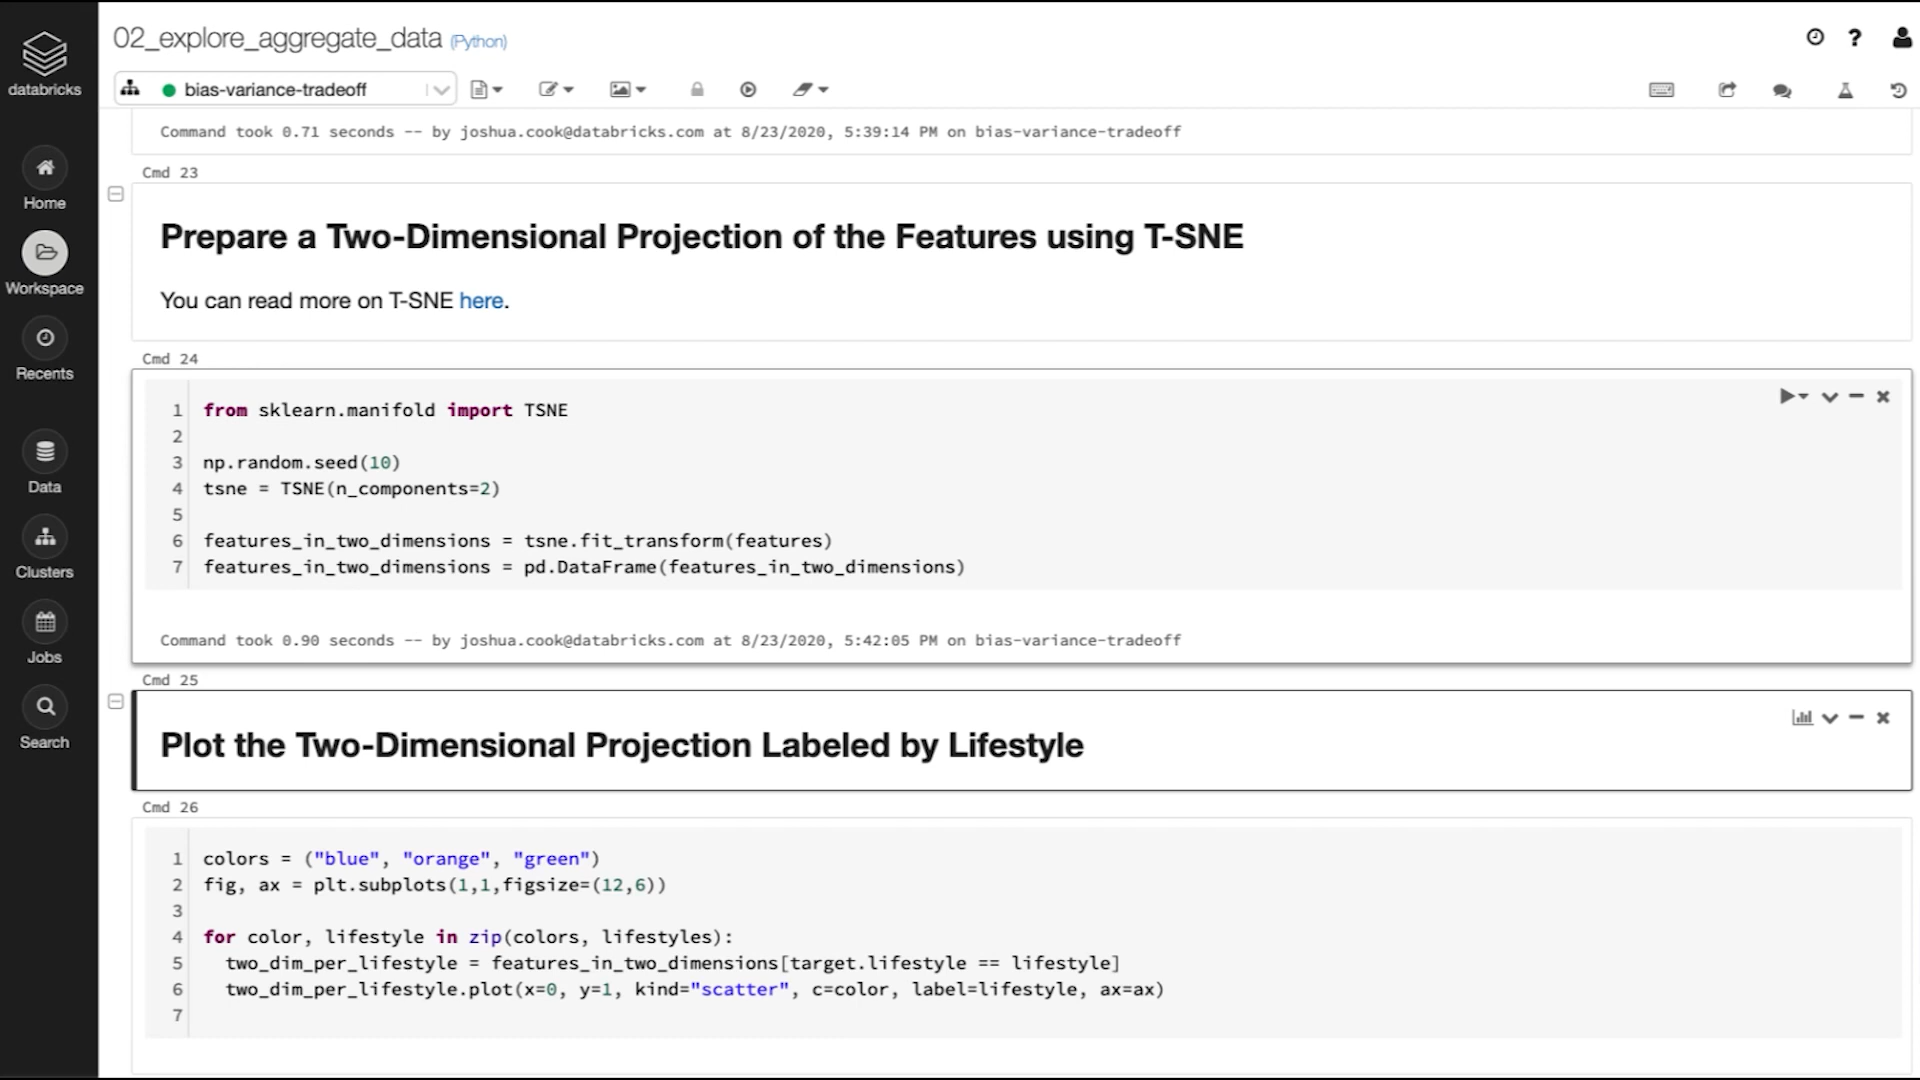 databricks
Home
Workspace
Recents
Data
Clusters
Jobs
Search
02_explore_aggregate_data (Python)
bias-variance-tradeoff
Command took 0.71 seconds -- by joshua.cook@databricks.com at 8/23/2020, 5:39:14 PM on bias-variance-tradeoff
Cmd 23
Prepare a Two-Dimensional Projection of the Features using T-SNE
You can read more on T-SNE here.
Cmd 24
1 from sklearn.manifold import TSNE
2
3 np.random.seed(10)
4 tsne = TSNE(n_components=2)
5
6 features_in_two_dimensions = tsne.fit_transform(features)
7 features_in_two_dimensions = pd.DataFrame(features_in_two_dimensions)
Command took 0.90 seconds -- by joshua.cook@databricks.com at 8/23/2020, 5:42:05 PM on bias-variance-tradeoff
Cmd 25
Plot the Two-Dimensional Projection Labeled by Lifestyle
Cmd 26
1 colors = ("blue", "orange", "green")
2 fig, ax = plt.subplots(1,1,figsize=(12,6))
3
4 for color, lifestyle in zip(colors, lifestyles):
5   two_dim_per_lifestyle = features_in_two_dimensions[target.lifestyle == lifestyle]
6   two_dim_per_lifestyle.plot(x=0, y=1, kind="scatter", c=color, label=lifestyle, ax=ax)
7